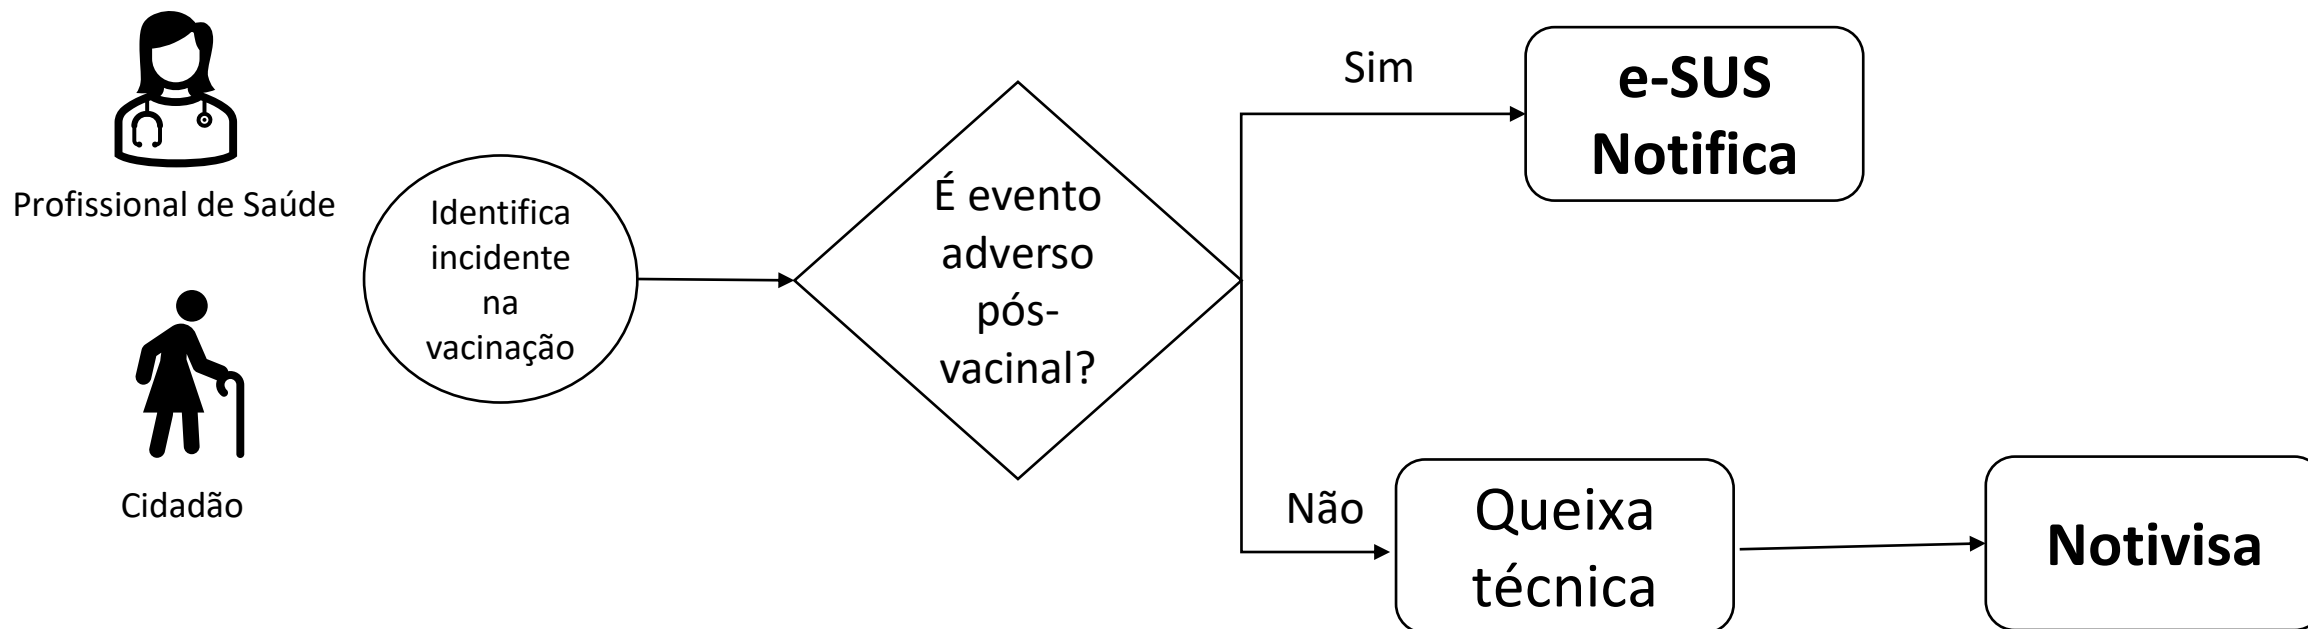 Profissional de Saúde
Cidadão
Identifica
incidente
na
vacinação
É evento
adverso
pós-
vacinal?
Sim
e-SUS
Notifica
Não
Queixa
técnica
Notivisa